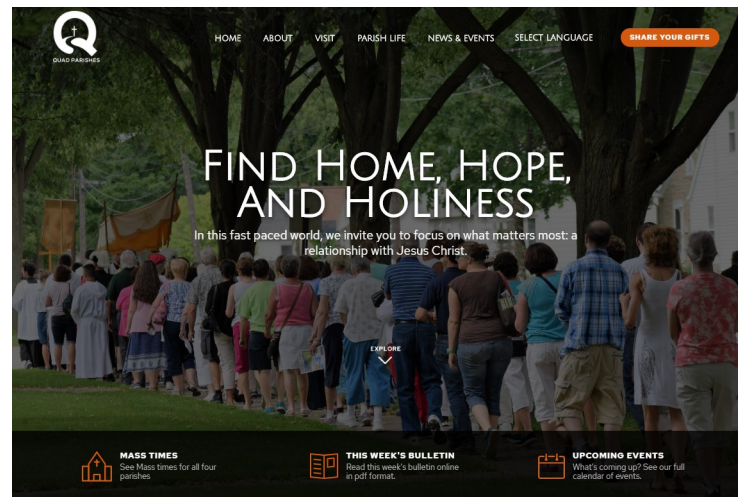 QUAD PARISHES
HOME
ABOUT
VISIT
PARISH LIFE
NEWS & EVENTS
SELECT LANGUAGE
SHARE YOUR GIFTS
FIND HOME, HOPE,
AND HOLINESS
In this fast paced world, we invite you to focus on what matters most: a
relationship with Jesus Christ.
EXPLORE
MASS TIMES
See Mass times for all four
parishes
THIS WEEK'S BULLETIN
Read this week's bulletin online
in pdf format.
UPCOMING EVENTS
What's coming up? See our full
calendar of events.